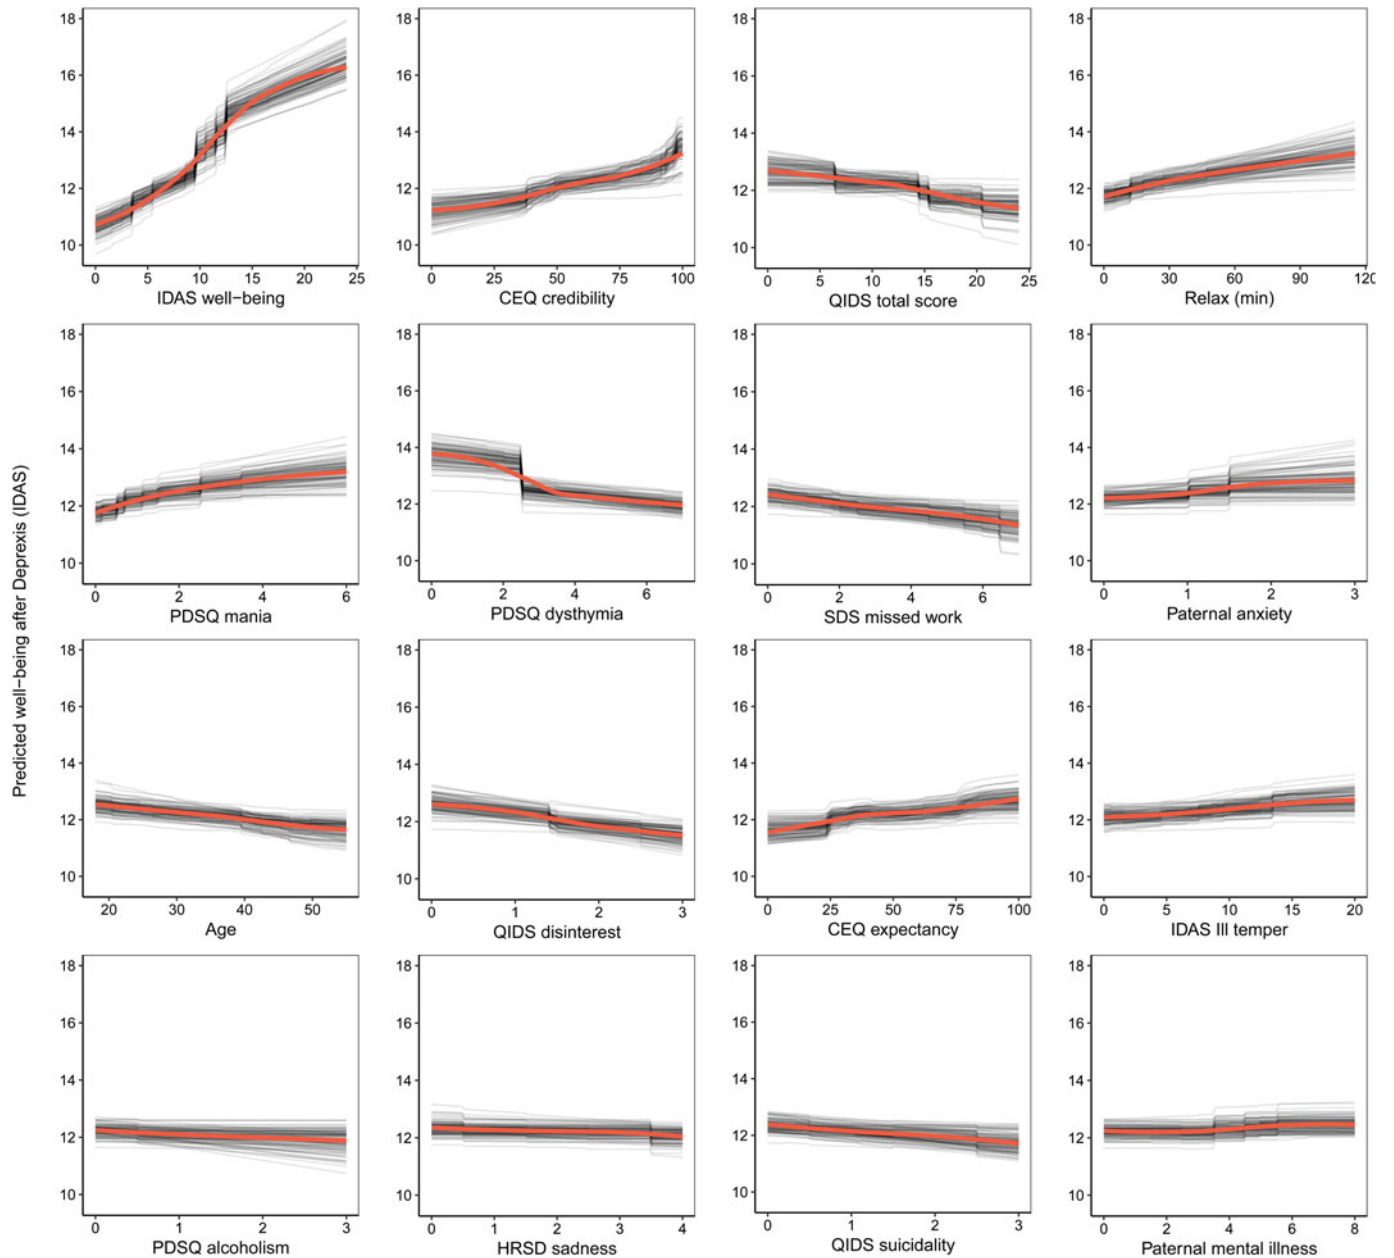 Predicted well−being after Deprexis (IDAS)
18 18 18 18
16 16 16 16
14 14 14 14
12 12 12 12
10 10 10 10
0 5 10 15 20 25 0 25 50 75 100 0 5 10 15 20 25 0 30 60 90 120
IDAS well−being CEQ credibility QIDS total score Relax (min)
18 18 18 18
16 16 16 16
14 14 14 14
12 12 12 12
10 10 10 10
0 2 4 6 0 2 4 6 0 2 4 6 0 1 2 3
PDSQ mania PDSQ dysthymia SDS missed work Paternal anxiety
18 18 18 18
16 16 16 16
14 14 14 14
12 12 12 12
10 10 10 10
20 30 40 50 0 1 2 3 0 25 50 75 100 0 5 10 15 20
Age QIDS disinterest CEQ expectancy IDAS Ill temper
18 18 18 18
16 16 16 16
14 14 14 14
12 12 12 12
10 10 10 10
0 1 2 3 0 1 2 3 4 0 1 2 3 0 2 4 6 8
PDSQ alcoholism HRSD sadness QIDS suicidality Paternal mental illness